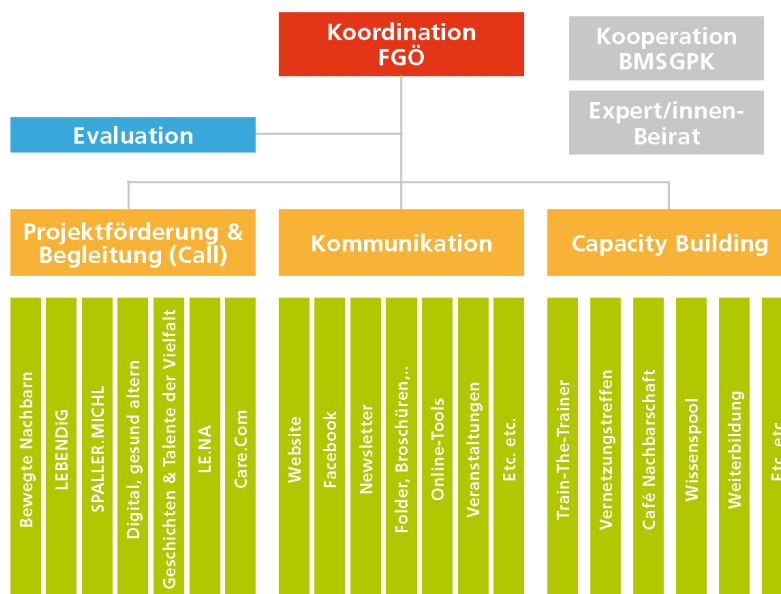 Koordination
FGÖ
Kooperation
BMSGPK
Expert/innen-
Beirat
Evaluation
Projektförderung &
Begleitung (Call)
Kommunikation
Capacity Building
Bewegte Nachbarn
LEBENDiG
SPALLER.MICHL
Digital, gesund altern
Geschichten & Talente der Vielfalt
LE.NA
Care.Com
Website
Facebook
Newsletter
Folder, Broschüren,..
Online-Tools
Veranstaltungen
Etc. etc.
Train-The-Trainer
Vernetzungstreffen
Café Nachbarschaft
Wissenspool
Weiterbildung
Etc. etc.